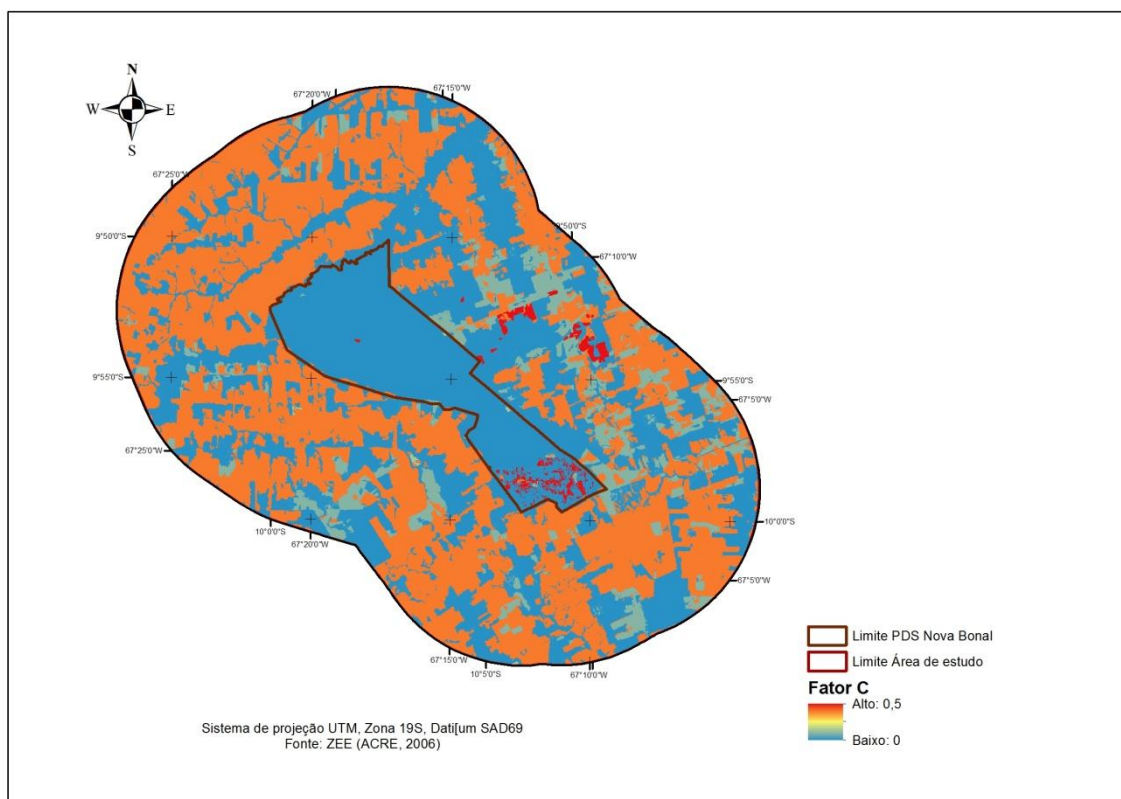 N
W
E
S
67°20'0"W
67°15'0"W
67°25'0"W
9°50'0"S
9°50'0"S
67°10'0"W
9°55'0"S
9°55'0"S
67°5'0"W
67°25'0"W
10°0'0"S
67°20'0"W
10°0'0"S
67°5'0"W
67°15'0"W
10°5'0"S
67°10'0"W
Limite PDS Nova Bonal
Limite Área de estudo
Fator C
Alto: 0,5
Baixo: 0
Sistema de projeção UTM, Zona 19S, Dati[um SAD69
Fonte: ZEE (ACRE, 2006)